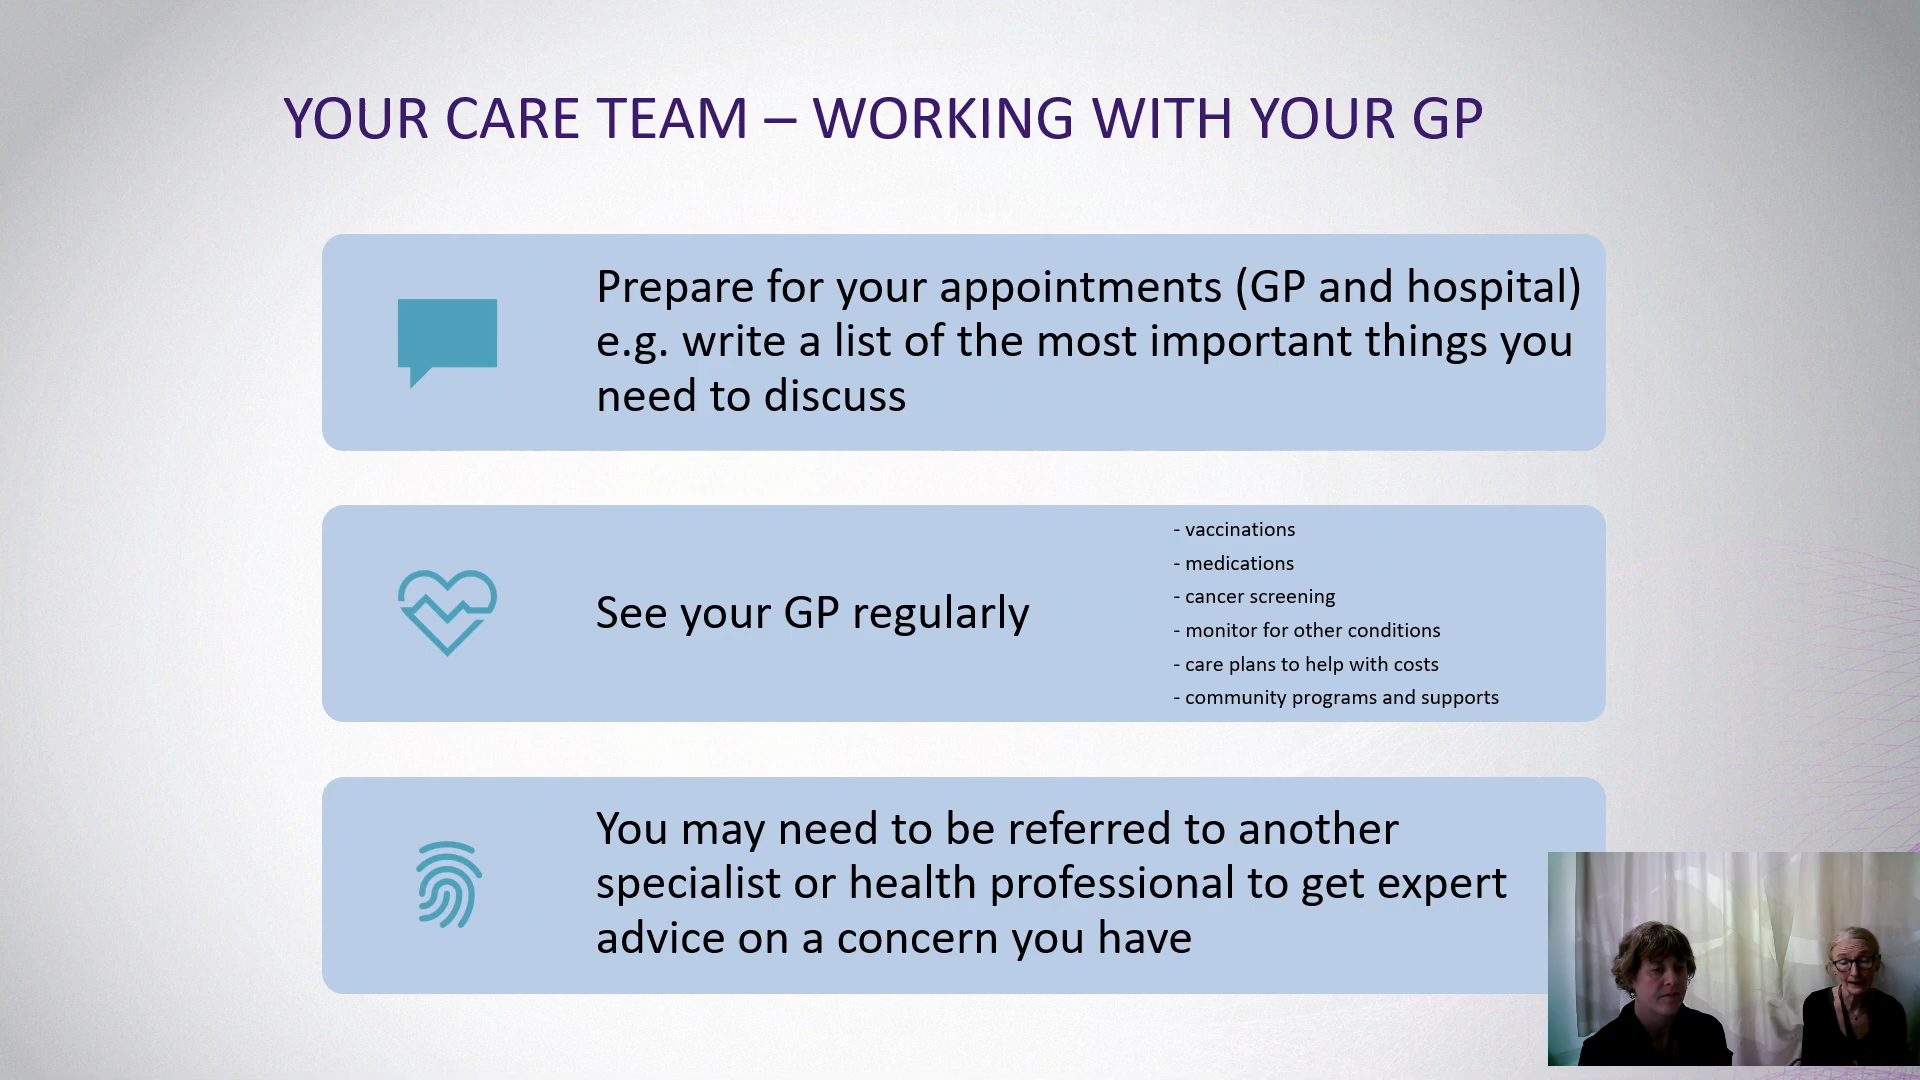 YOUR CARE TEAM – WORKING WITH YOUR GP
Prepare for your appointments (GP and hospital)
e.g. write a list of the most important things you
need to discuss
See your GP regularly
- vaccinations
- medications
- cancer screening
- monitor for other conditions
- care plans to help with costs
- community programs and supports
You may need to be referred to another
specialist or health professional to get expert
advice on a concern you have